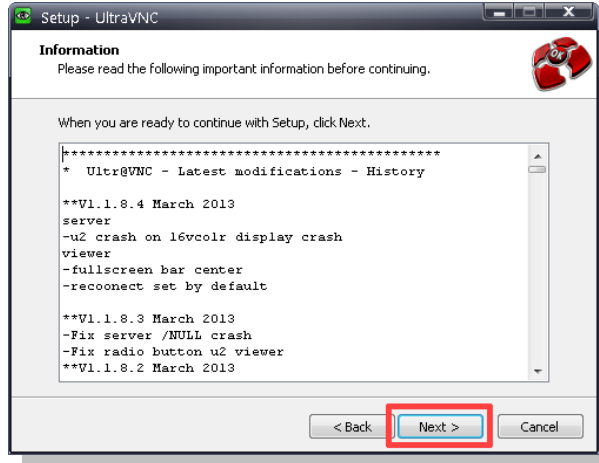 Setup - UltraVNC
Information
Please read the following important information before continuing.
When you are ready to continue with Setup, click Next.
**********************************************
*  Ultr@VNC - Latest modifications - History
**V1.1.8.4 March 2013
server
-u2 crash on 16vcolr display crash
viewer
-fullscreen bar center
-recoonect set by default
**V1.1.8.3 March 2013
-Fix server /NULL crash
-Fix radio button u2 viewer
**V1.1.8.2 March 2013
< Back
Next >
Cancel